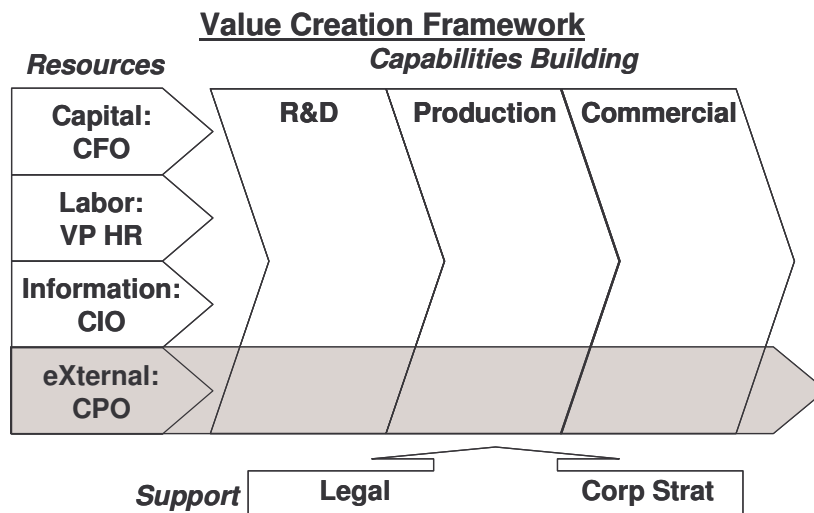 Value Creation Framework
Resources
Capabilities Building
Capital:
CFO
R&D
Production
Commercial
Labor:
VP HR
Information:
CIO
eXternal:
CPO
Support
Legal
Corp Strat